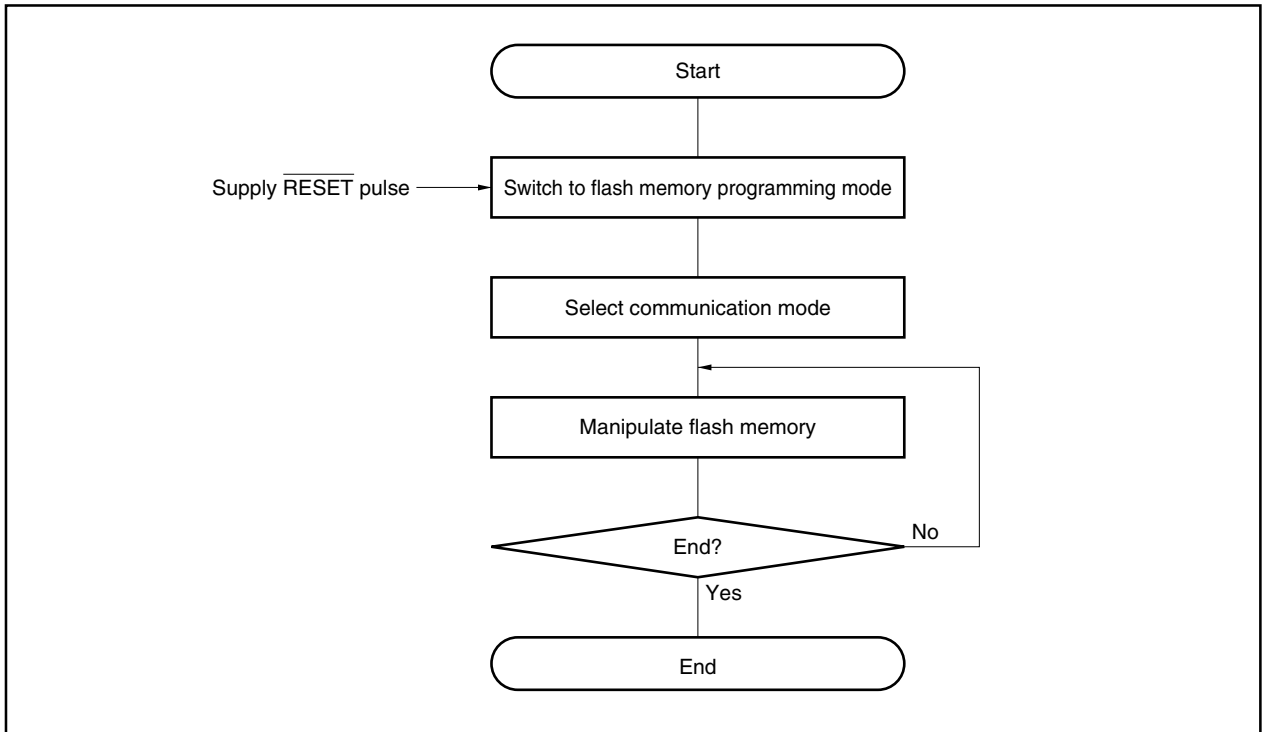 Start
Supply R̅E̅S̅E̅T̅ pulse
Switch to flash memory programming mode
Select communication mode
Manipulate flash memory
End?
No
Yes
End